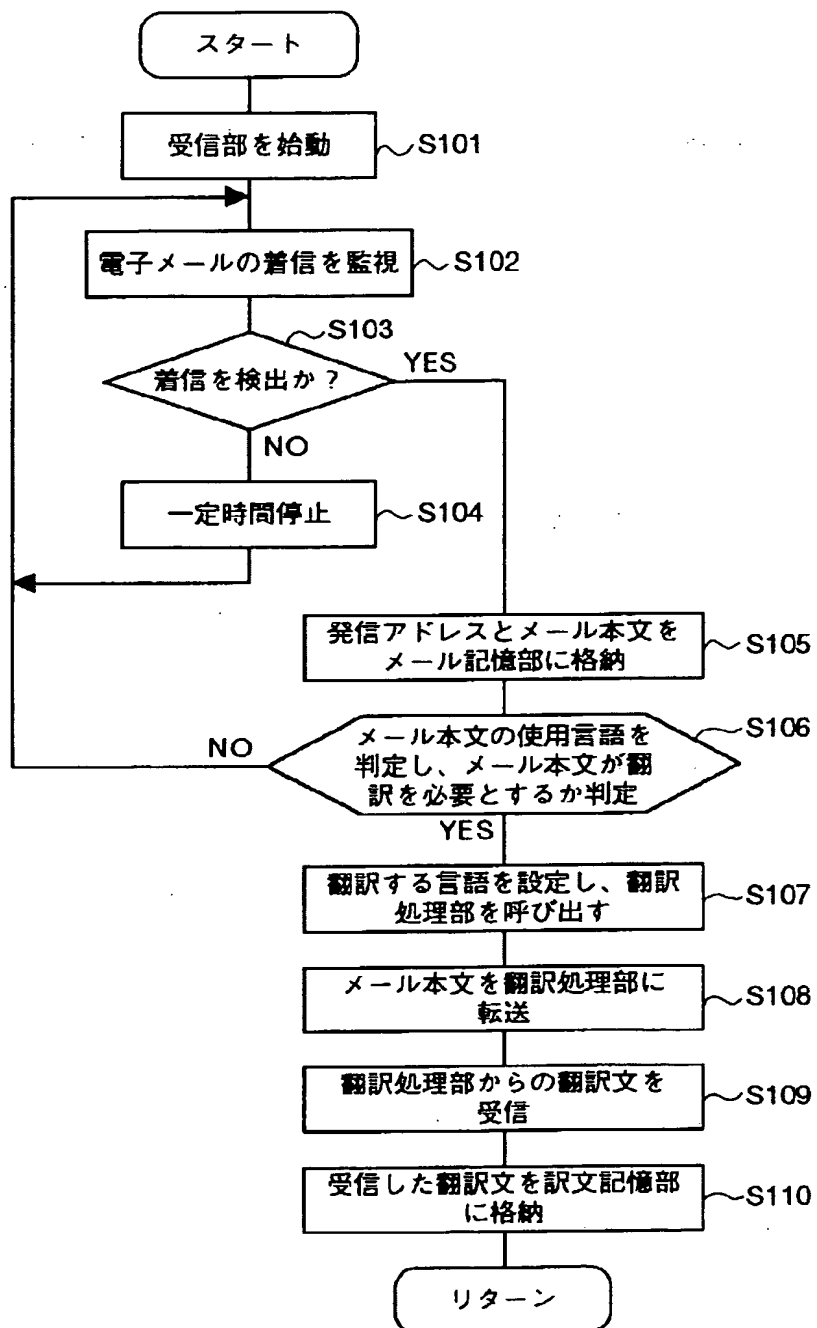 スタート
受信部を始動
S101
電子メールの着信を監視
S102
S103
着信を検出か？
YES
NO
一定時間停止
S104
発信アドレスとメール本文を
メール記憶部に格納
S105
S106
メール本文の使用言語を
判定し、メール本文が翻
訳を必要とするか判定
NO
YES
翻訳する言語を設定し、翻訳
処理部を呼び出す
S107
メール本文を翻訳処理部に
転送
S108
翻訳処理部からの翻訳文を
受信
S109
受信した翻訳文を訳文記憶部
に格納
S110
リターン